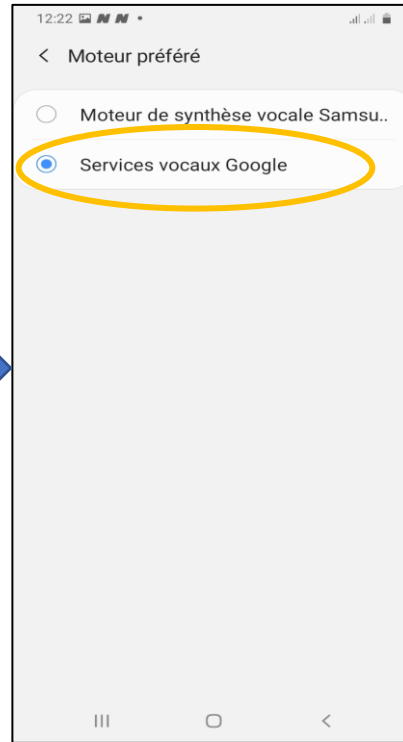 12:22 N N
Moteur préféré
Moteur de synthèse vocale Samsu..
Services vocaux Google